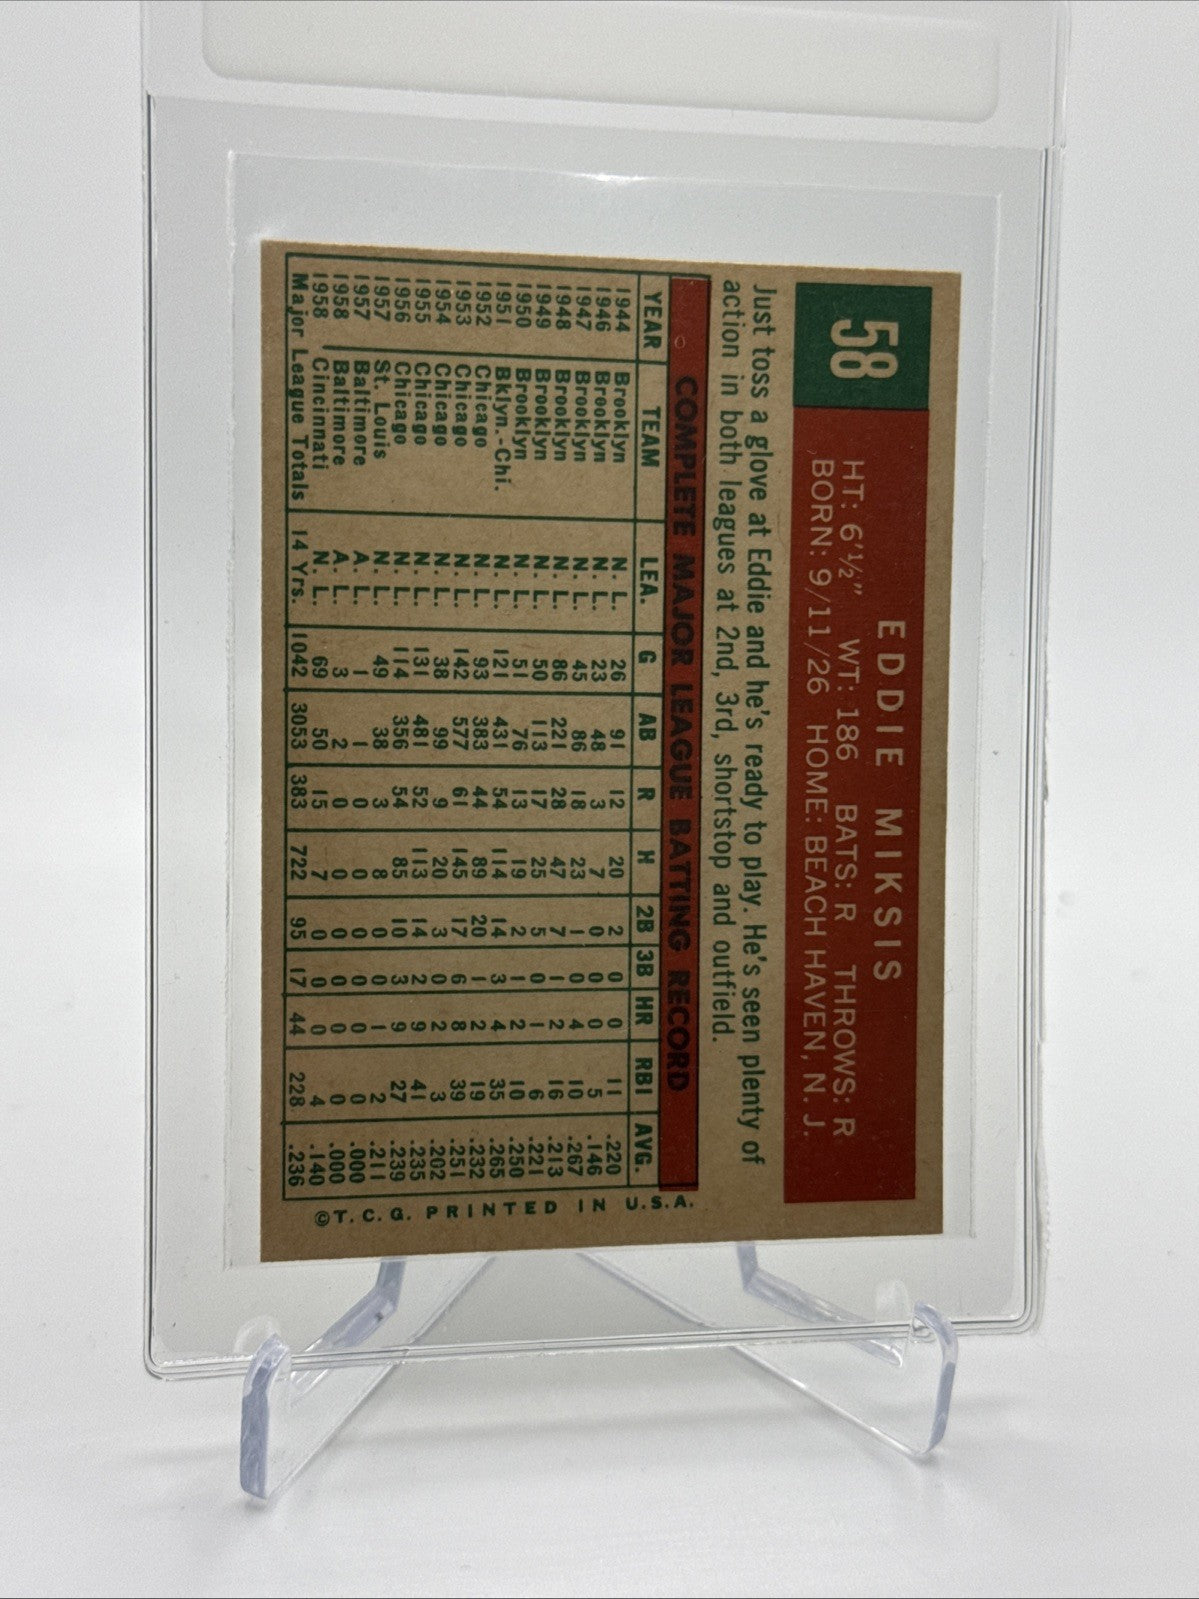 58
EDDIE MIKSIS
HT: 6'½" WT: 186 BATS: R THROWS: R
BORN: 9/11/26 HOME: BEACH HAVEN, N. J.
Just toss a glove at Eddie and he's ready to play. He's seen plenty of
action in both leagues at 2nd, 3rd, shortstop and outfield.
COMPLETE MAJOR LEAGUE BATTING RECORD
YEAR TEAM LEA. G AB R H 2B 3B HR RBI AVG.
1944 Brooklyn N. L. 26 91 12 20 2 0 0 11 .220
1946 Brooklyn N. L. 23 48 3 7 0 0 0 5 .146
1947 Brooklyn N. L. 45 86 18 23 1 0 4 10 .267
1948 Brooklyn N. L. 86 221 28 47 7 1 2 16 .213
1949 Brooklyn N. L. 50 113 17 25 5 0 1 6 .221
1950 Brooklyn N. L. 51 76 13 19 2 1 2 10 .250
1951 Bklyn.-Chi. N. L. 121 431 54 114 14 3 4 35 .265
1952 Chicago N. L. 93 383 44 89 20 1 2 19 .232
1953 Chicago N. L. 142 577 61 145 17 6 8 39 .251
1954 Chicago N. L. 38 99 9 20 3 0 2 3 .202
1955 Chicago N. L. 131 481 52 113 14 2 9 41 .235
1956 Chicago N. L. 114 356 54 85 10 3 9 27 .239
1957 St. Louis N. L. 49 38 3 8 0 0 1 2 .211
1957 Baltimore A. L. 1 1 0 0 0 0 0 0 .000
1958 Baltimore A. L. 3 2 0 0 0 0 0 0 .000
1958 Cincinnati N. L. 69 50 15 7 0 0 0 4 .140
Major League Totals 14 Yrs. 1042 3053 383 722 95 17 44 228 .236
©T. C. G. PRINTED IN U.S.A.